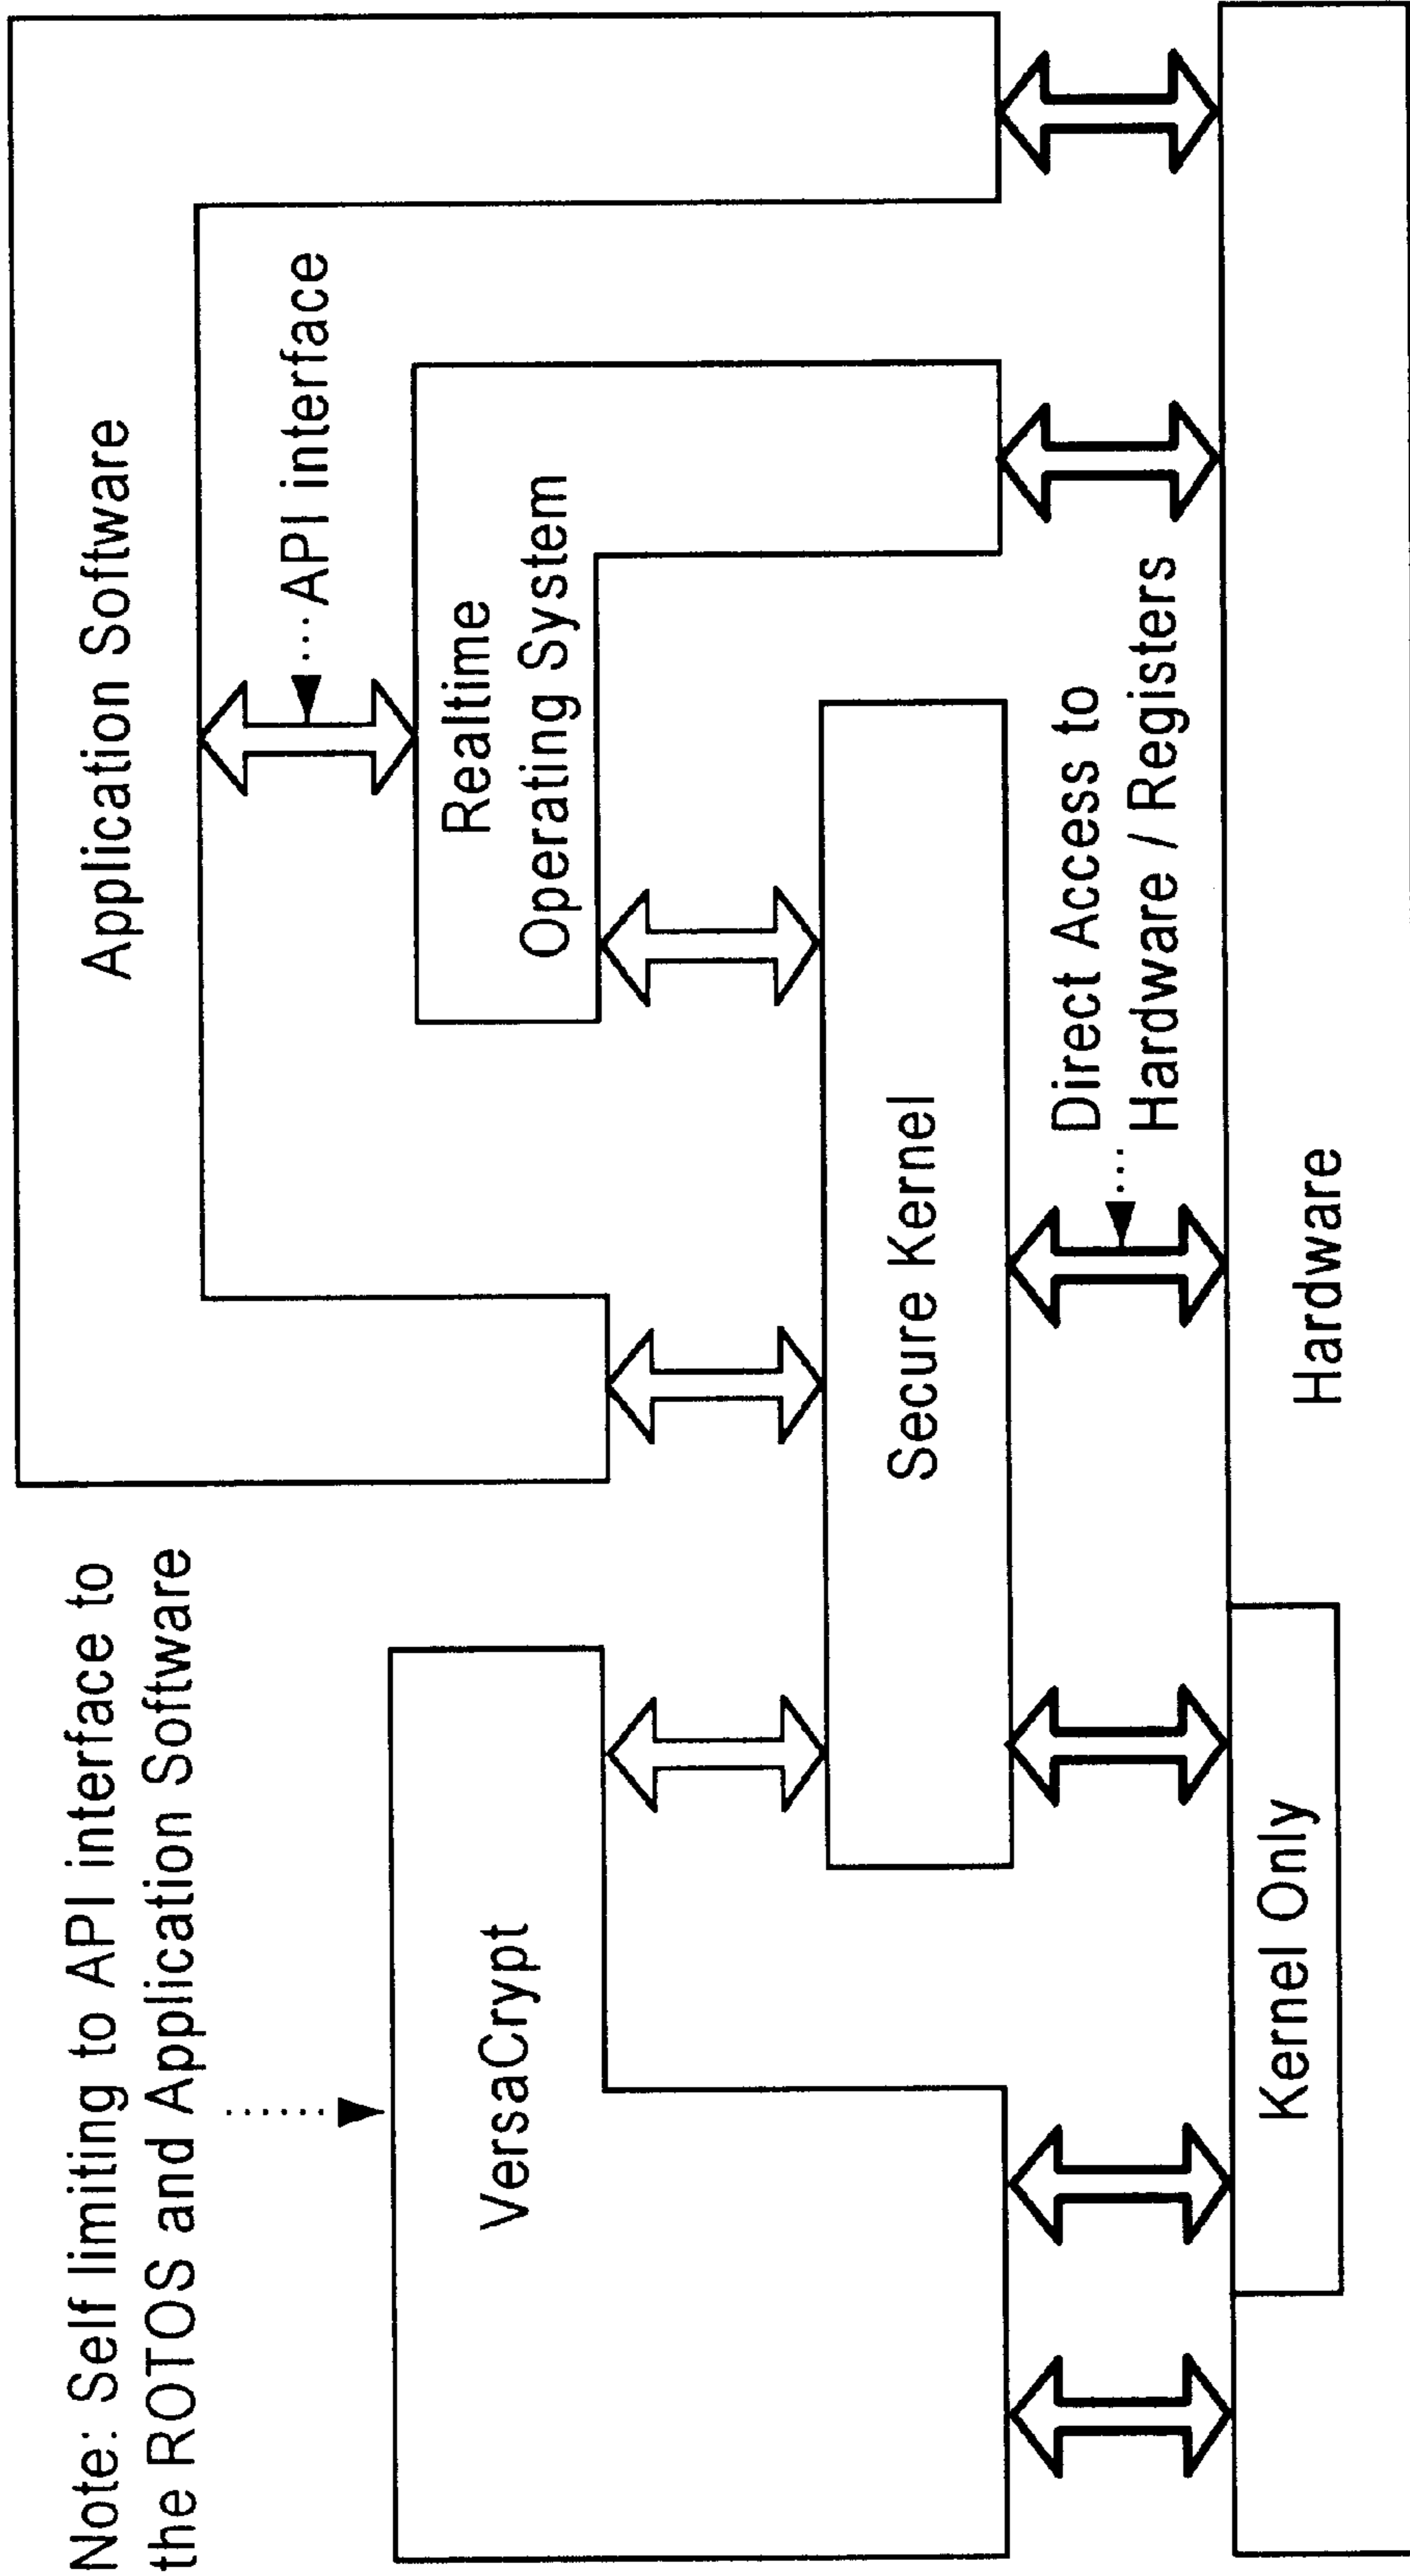 Note: Self limiting to API interface to
the ROTOS and Application Software
Application Software
API interface
VersaCrypt
Realtime
Operating System
Secure Kernel
Direct Access to
Hardware / Registers
Kernel Only
Hardware